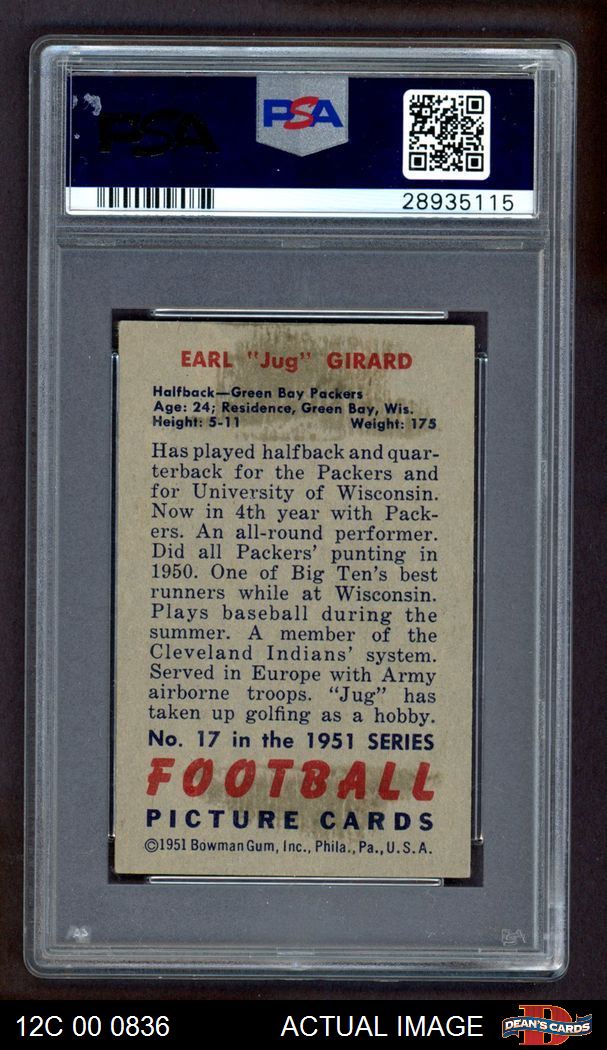 PSA
PSA
28935115
EARL "Jug" GIRARD
Halfback—Green Bay Packers
Age: 24; Residence, Green Bay, Wis.
Height: 5-11 Weight: 175
Has played halfback and quar-
terback for the Packers and
for University of Wisconsin.
Now in 4th year with Pack-
ers. An all-round performer.
Did all Packers' punting in
1950. One of Big Ten's best
runners while at Wisconsin.
Plays baseball during the
summer. A member of the
Cleveland Indians' system.
Served in Europe with Army
airborne troops. "Jug" has
taken up golfing as a hobby.
No. 17 in the 1951 SERIES
FOOTBALL
PICTURE CARDS
©1951 Bowman Gum, Inc., Phila., Pa., U.S.A.
PSA
12C 00 0836 ACTUAL IMAGE DEAN'S CARDS